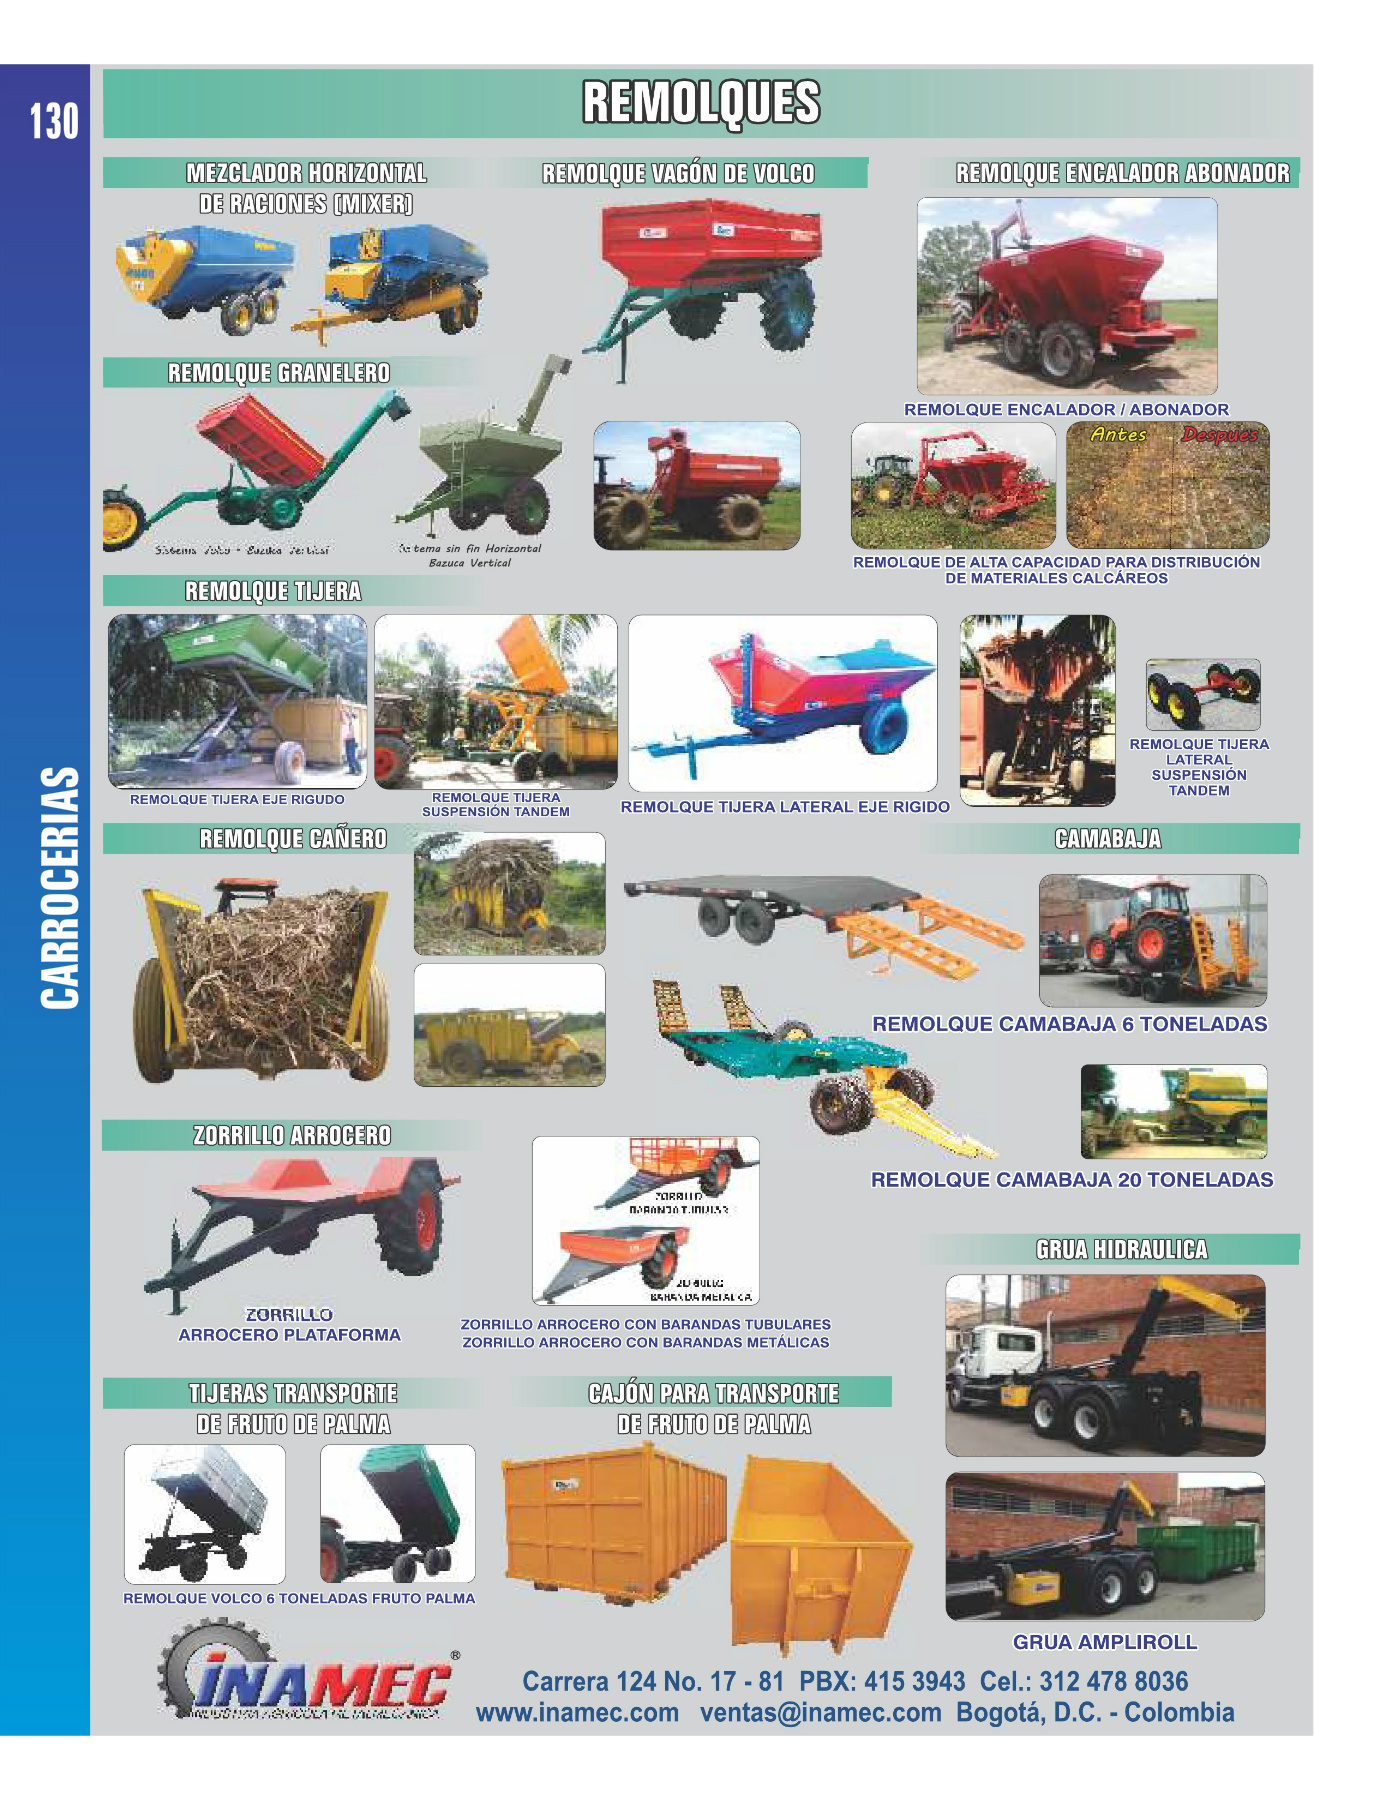 130
REMOLQUES
MEZCLADOR HORIZONTAL
DE RACIONES (MIXER)
REMOLQUE VAGÓN DE VOLCO
REMOLQUE ENCALADOR ABONADOR
REMOLQUE GRANELERO
REMOLQUE ENCALADOR / ABONADOR
Antes Despues
Sistema Volco - Bazuca Vertical
tema sin fin Horizontal
Bazuca Vertical
REMOLQUE DE ALTA CAPACIDAD PARA DISTRIBUCIÓN
DE MATERIALES CALCÁREOS
REMOLQUE TIJERA
REMOLQUE TIJERA EJE RIGUDO
REMOLQUE TIJERA
SUSPENSIÓN TANDEM
REMOLQUE TIJERA LATERAL EJE RIGIDO
REMOLQUE TIJERA
LATERAL
SUSPENSIÓN
TANDEM
CARROCERIAS
REMOLQUE CAÑERO
CAMABAJA
REMOLQUE CAMABAJA 6 TONELADAS
REMOLQUE CAMABAJA 20 TONELADAS
ZORRILLO ARROCERO
ZORRILLO
ARROCERO PLATAFORMA
ZORRILLO
BARANDA TUBULAR
ZORRILLO
BARANDA METALICA
ZORRILLO ARROCERO CON BARANDAS TUBULARES
ZORRILLO ARROCERO CON BARANDAS METÁLICAS
GRUA HIDRAULICA
GRUA AMPLIROLL
TIJERAS TRANSPORTE
DE FRUTO DE PALMA
REMOLQUE VOLCO 6 TONELADAS FRUTO PALMA
CAJÓN PARA TRANSPORTE
DE FRUTO DE PALMA
INAMEC ®
Carrera 124 No. 17 - 81 PBX: 415 3943 Cel.: 312 478 8036
www.inamec.com ventas@inamec.com Bogotá, D.C. - Colombia